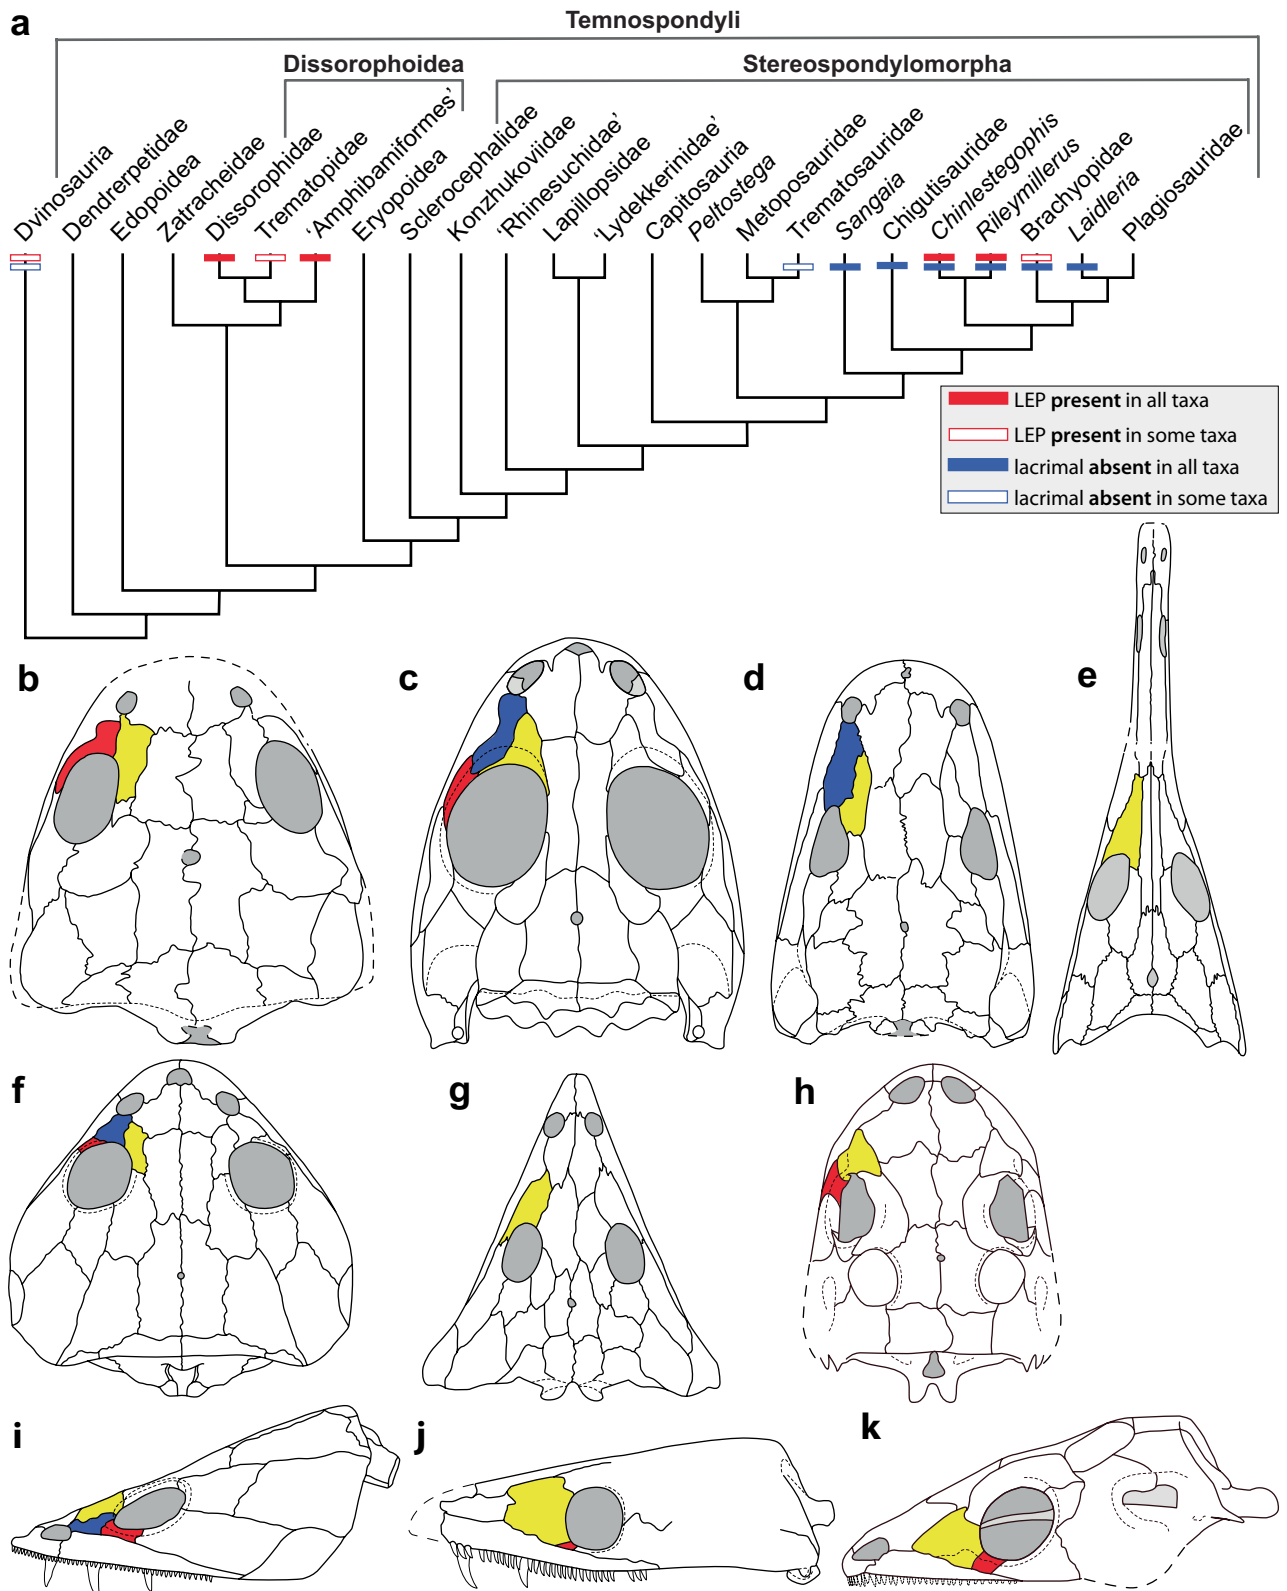 a
Temnospondyli
Dissorophoidea
Stereospondylomorpha
Dvinosauria
Dendrerpetidae
Edopoidea
Zatracheidae
Dissorophidae
Trematopidae
‘Amphibamiformes’
Eryopoidea
Sclerocephalidae
Konzhukoviidae
‘Rhinesuchidae’
Lapillopsidae
‘Lydekkerinidae’
Capitosauria
Peltostega
Metoposauridae
Trematosauridae
Sangaia
Chigutisauridae
Chinlestegophis
Rileymillerus
Brachyopidae
Laidleria
Plagiosauridae
LEP present in all taxa
LEP present in some taxa
lacrimal absent in all taxa
lacrimal absent in some taxa
b
c
d
e
f
g
h
i
j
k